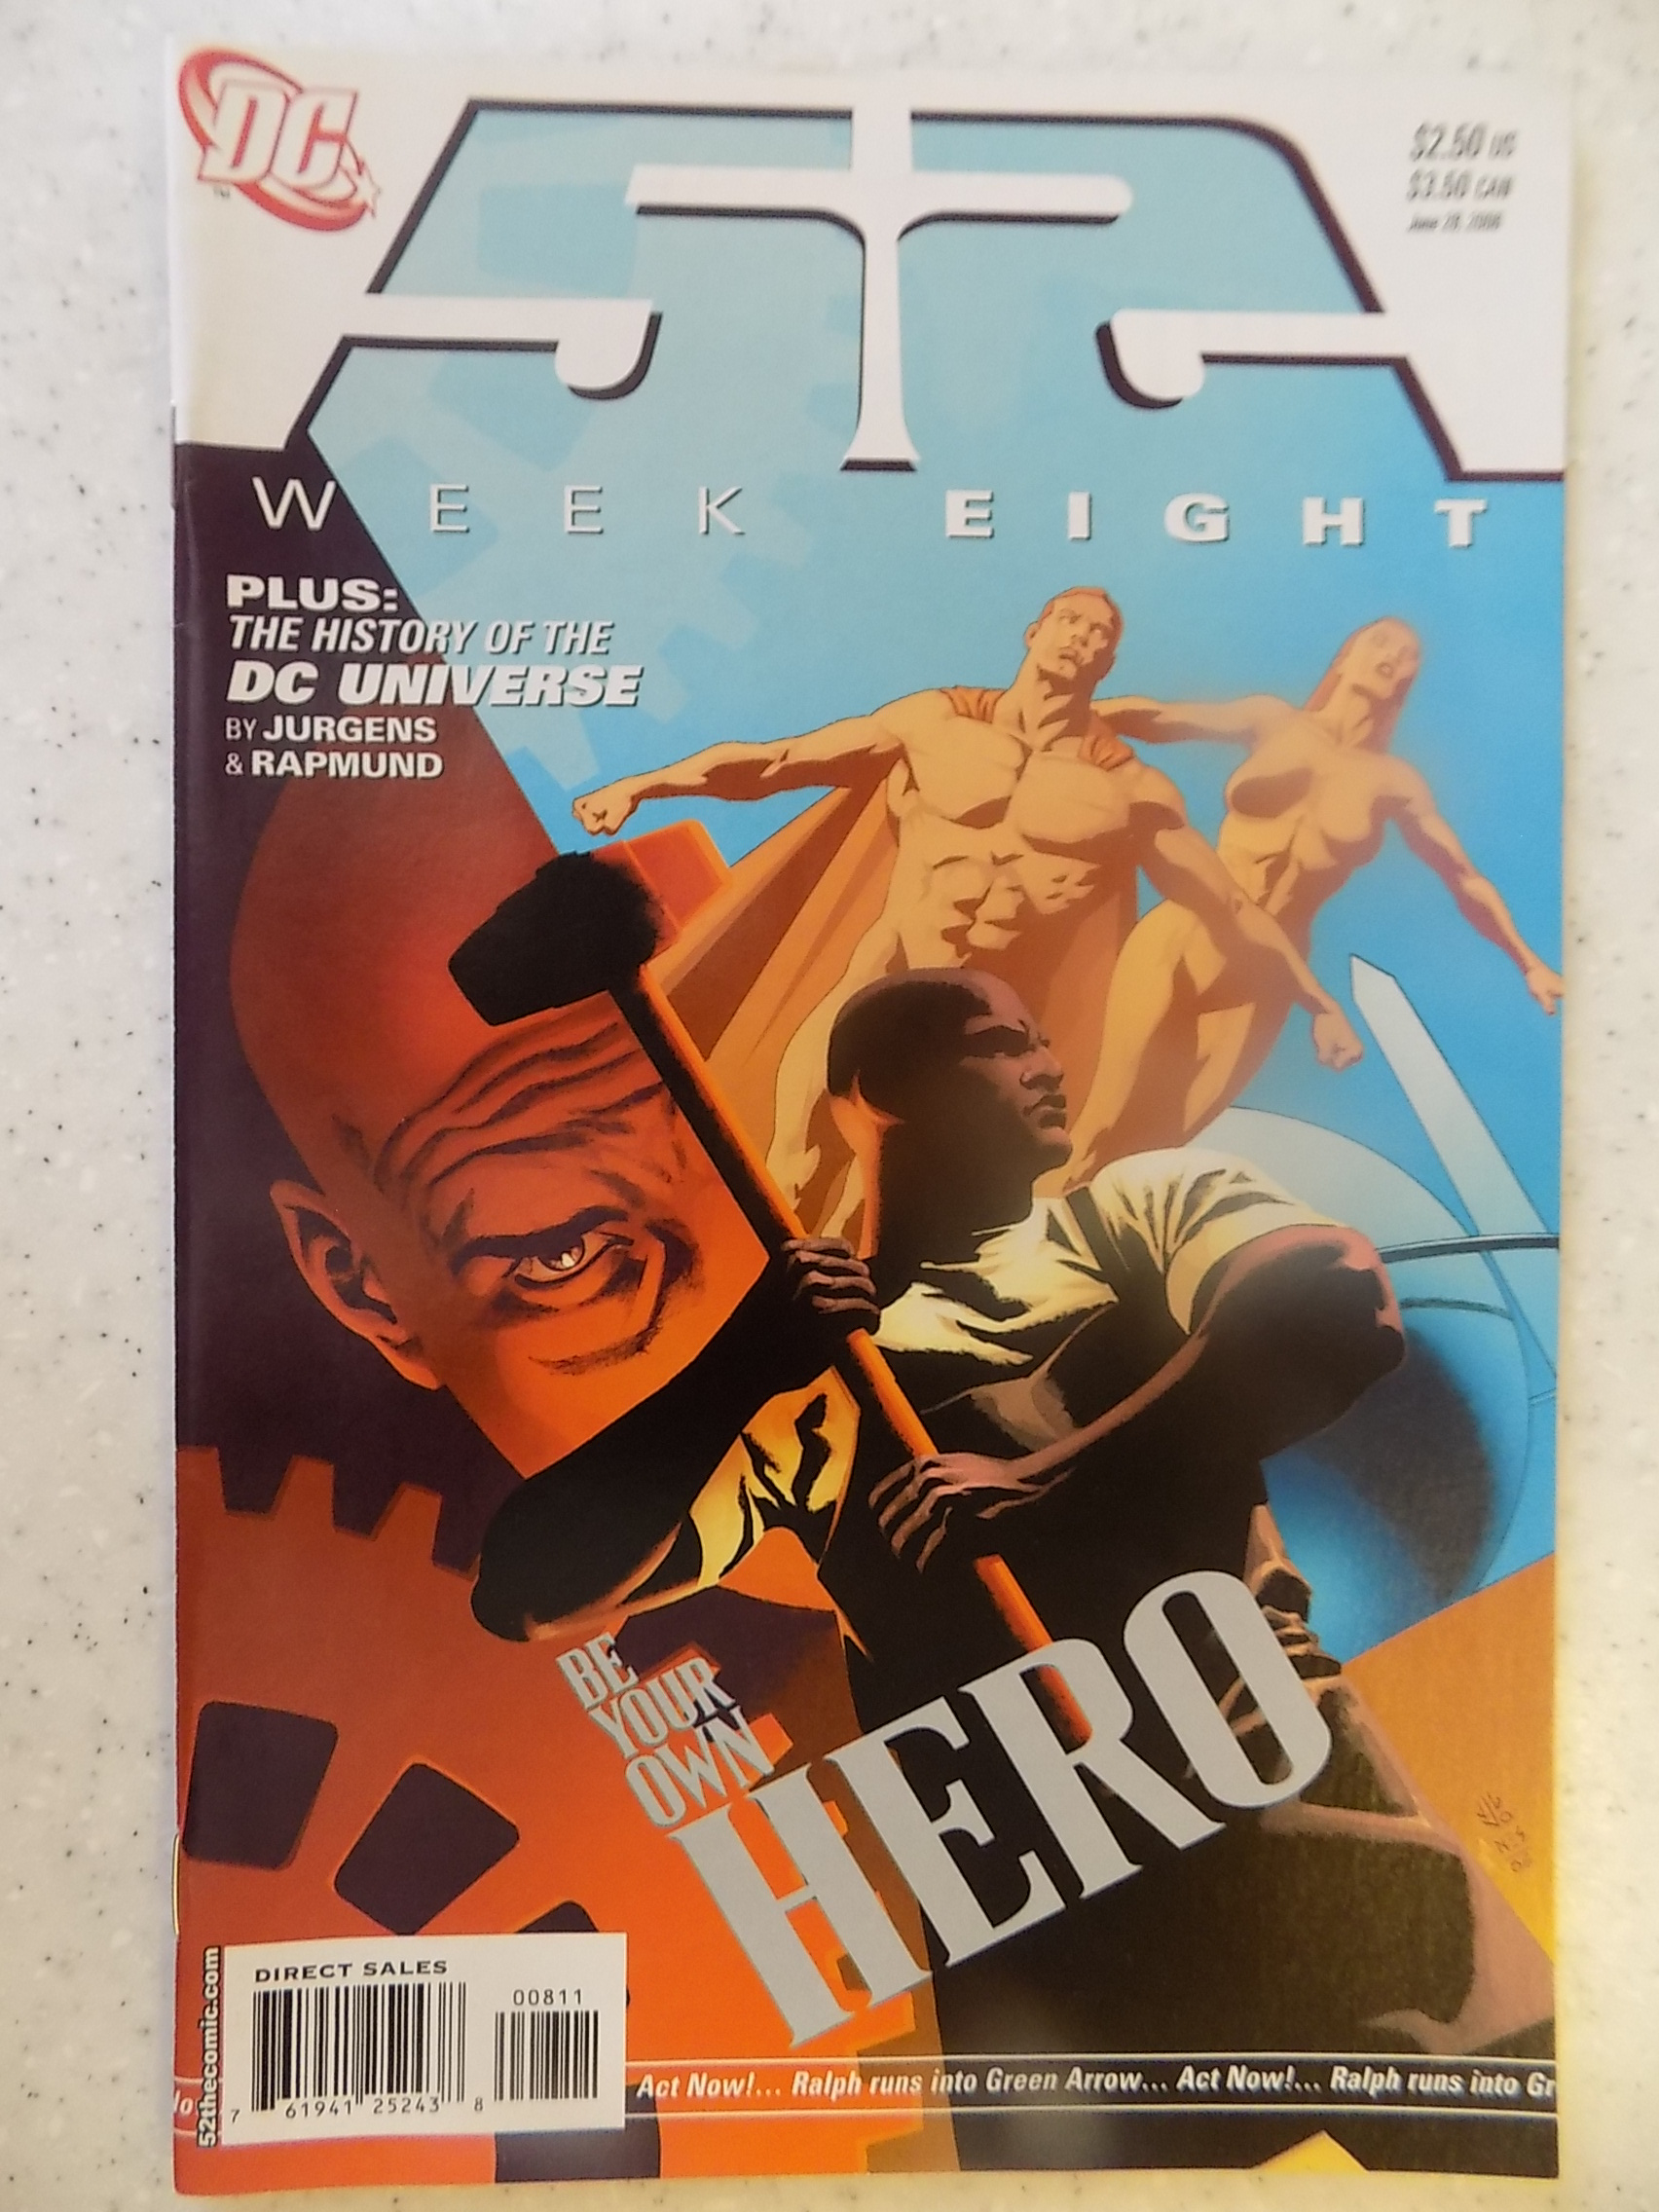 DC
TM
52
$2.50 US
$3.50 CAN
June 28, 2006
WEEK EIGHT
PLUS:
THE HISTORY OF THE
DC UNIVERSE
BY JURGENS
& RAPMUND
BE
YOUR
OWN
HERO
DIRECT SALES
00811
7 61941 25243 8
52thecomic.com
Act Now!... Ralph runs into Green Arrow... Act Now!... Ralph runs into Gr